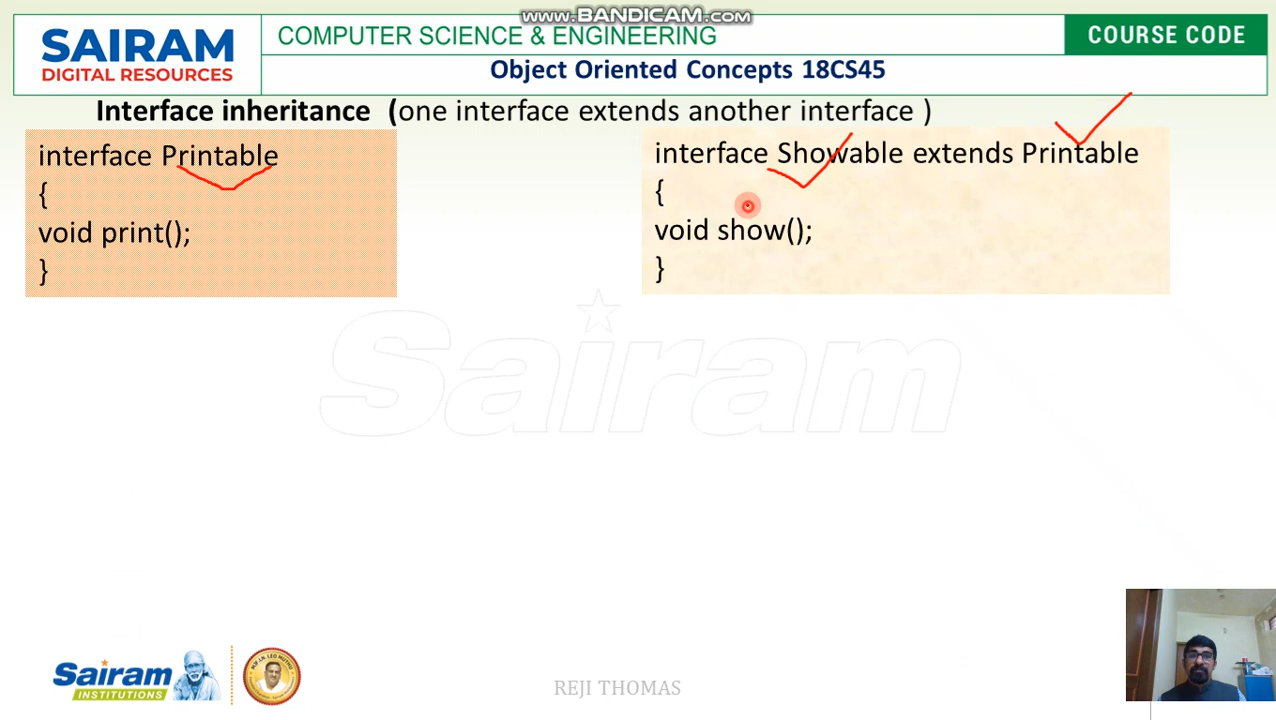 www.BANDICAM.com
SAIRAM
DIGITAL RESOURCES
COMPUTER SCIENCE & ENGINEERING
COURSE CODE
Object Oriented Concepts 18CS45
Interface inheritance (one interface extends another interface )
interface Printable
{
void print();
}
interface Showable extends Printable
{
void show();
}
Sairam
Sairam
INSTITUTIONS
REJI THOMAS